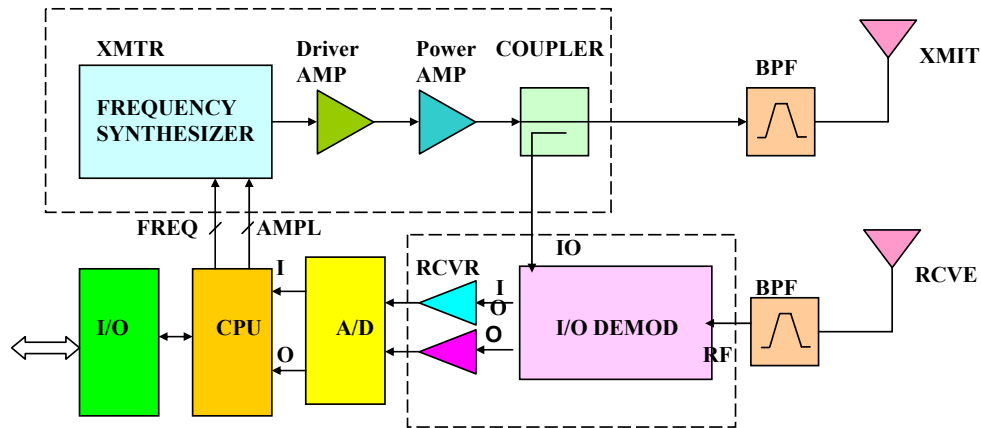 XMTR
Driver
AMP
Power
AMP
COUPLER
BPF
XMIT
FREQUENCY
SYNTHESIZER
FREQ
AMPL
IO
RCVR
BPF
RCVE
I/O
CPU
I
O
A/D
I
O
O
I/O DEMOD
RF